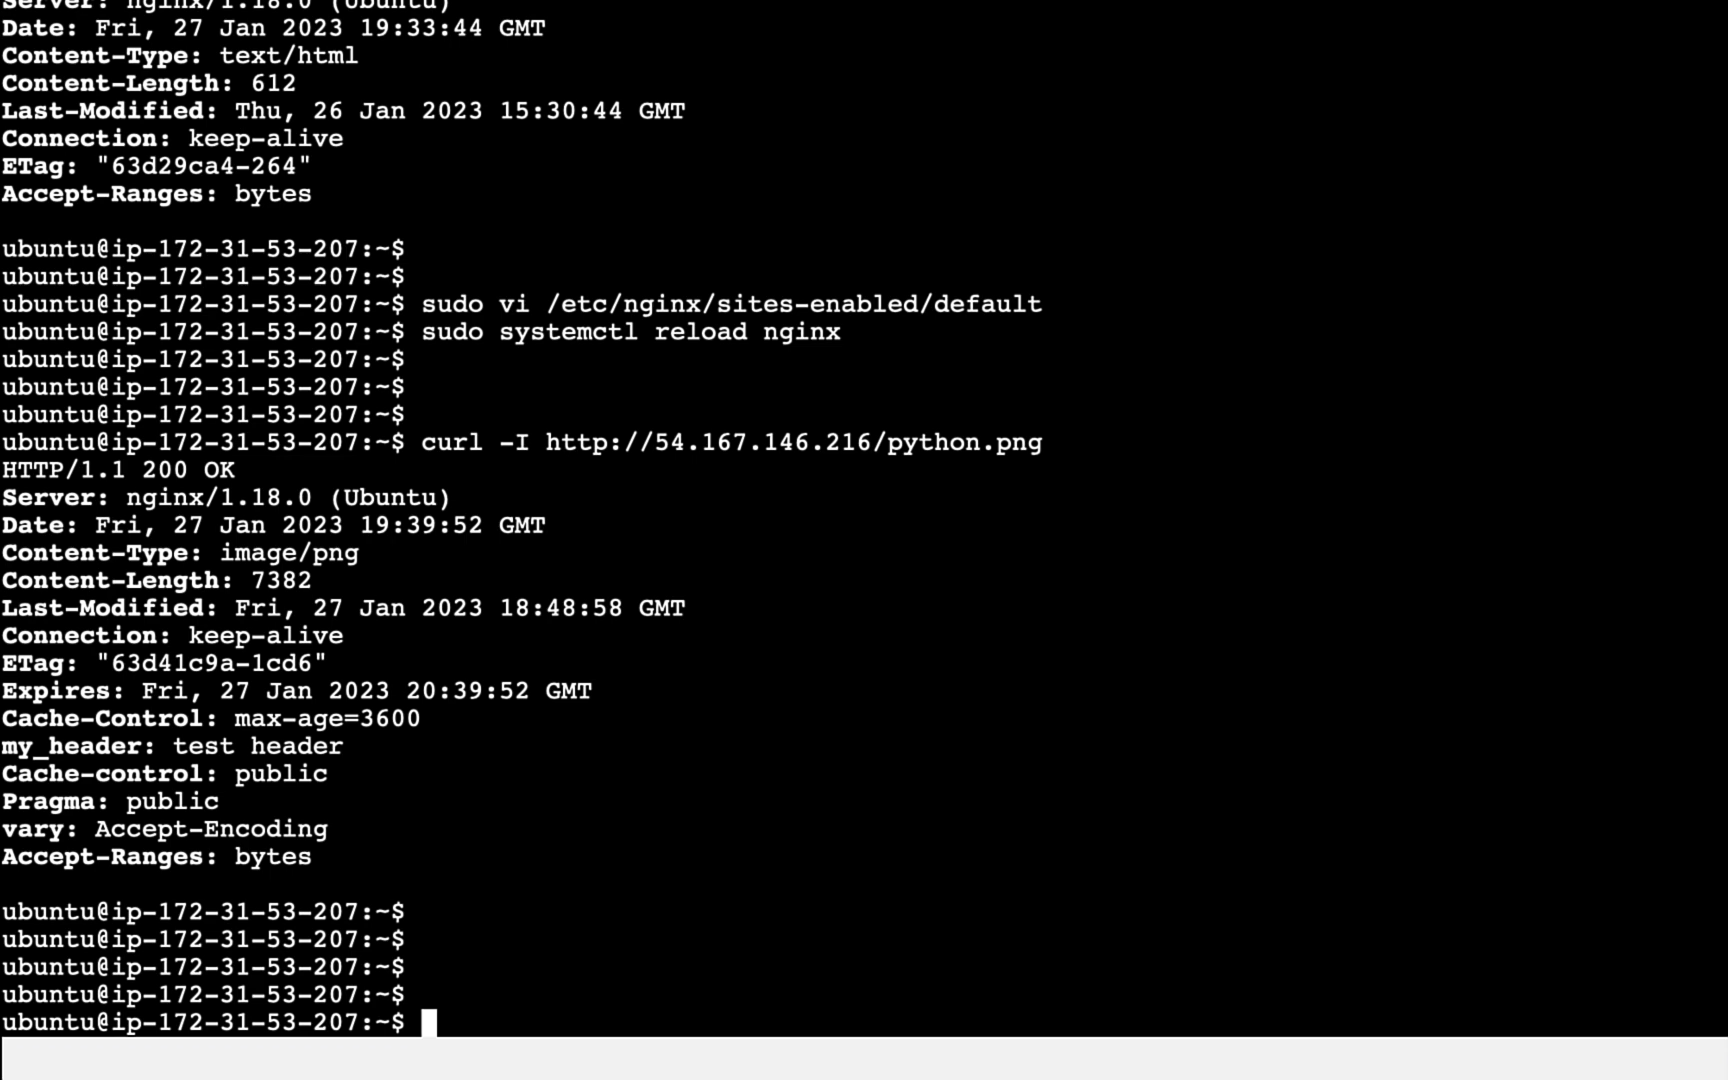 Server: nginx/1.18.0 (Ubuntu)
Date: Fri, 27 Jan 2023 19:33:44 GMT
Content-Type: text/html
Content-Length: 612
Last-Modified: Thu, 26 Jan 2023 15:30:44 GMT
Connection: keep-alive
ETag: "63d29ca4-264"
Accept-Ranges: bytes
ubuntu@ip-172-31-53-207:~$
ubuntu@ip-172-31-53-207:~$
ubuntu@ip-172-31-53-207:~$ sudo vi /etc/nginx/sites-enabled/default
ubuntu@ip-172-31-53-207:~$ sudo systemctl reload nginx
ubuntu@ip-172-31-53-207:~$
ubuntu@ip-172-31-53-207:~$
ubuntu@ip-172-31-53-207:~$
ubuntu@ip-172-31-53-207:~$ curl -I http://54.167.146.216/python.png
HTTP/1.1 200 OK
Server: nginx/1.18.0 (Ubuntu)
Date: Fri, 27 Jan 2023 19:39:52 GMT
Content-Type: image/png
Content-Length: 7382
Last-Modified: Fri, 27 Jan 2023 18:48:58 GMT
Connection: keep-alive
ETag: "63d41c9a-1cd6"
Expires: Fri, 27 Jan 2023 20:39:52 GMT
Cache-Control: max-age=3600
my_header: test header
Cache-control: public
Pragma: public
vary: Accept-Encoding
Accept-Ranges: bytes
ubuntu@ip-172-31-53-207:~$
ubuntu@ip-172-31-53-207:~$
ubuntu@ip-172-31-53-207:~$
ubuntu@ip-172-31-53-207:~$
ubuntu@ip-172-31-53-207:~$